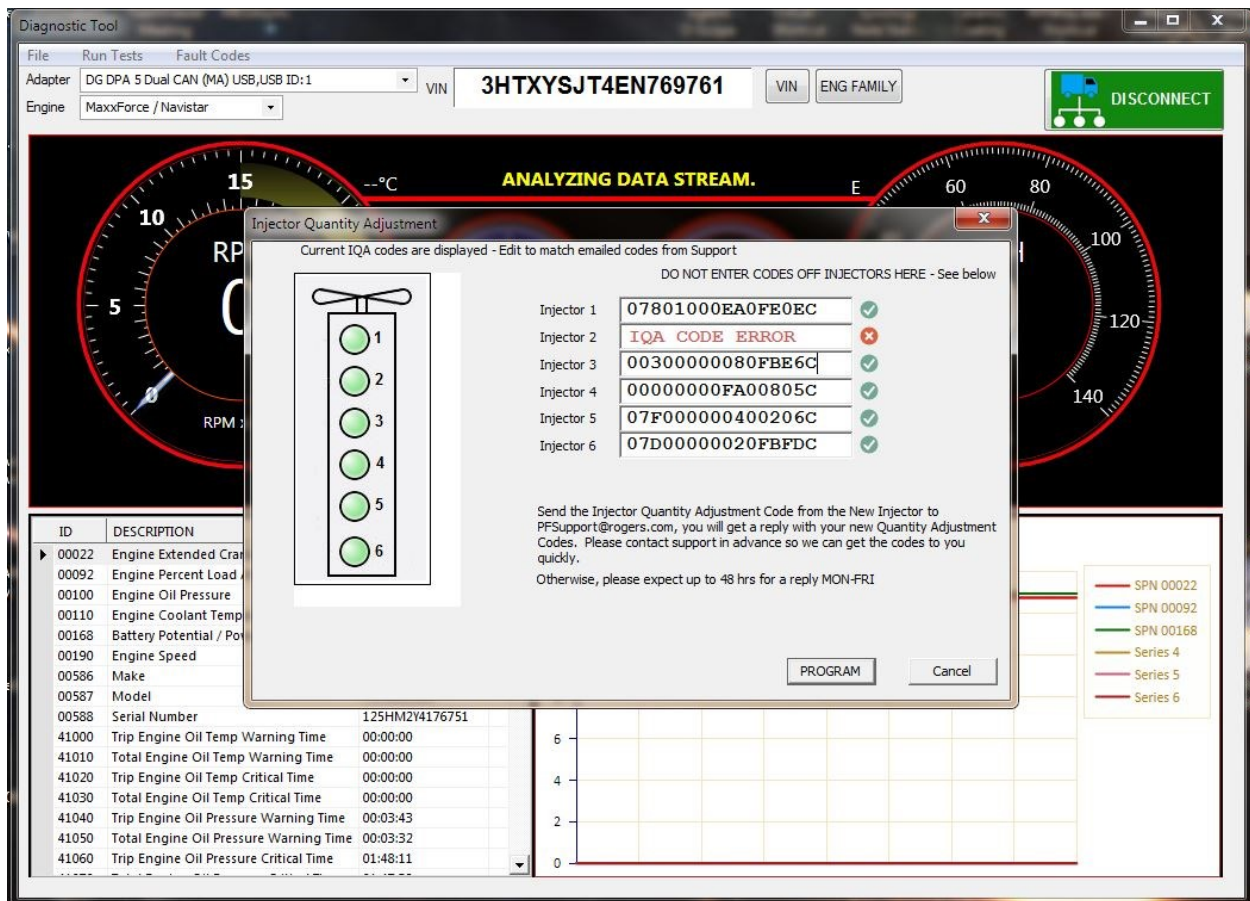 Diagnostic Tool
File Run Tests Fault Codes
Adapter DG DPA 5 Dual CAN (MA) USB,USB ID:1 VIN 3HTXYSJT4EN769761 VIN ENG FAMILY DISCONNECT
Engine MaxxForce / Navistar
ANALYZING DATA STREAM.
--°C
E
15
10
5
0
RPM
60
80
100
120
140
Injector Quantity Adjustment
Current IQA codes are displayed - Edit to match emailed codes from Support
DO NOT ENTER CODES OFF INJECTORS HERE - See below
1
2
3
4
5
6
Injector 1 07801000EA0FE0EC
Injector 2 IQA CODE ERROR
Injector 3 00300000080FBE6C
Injector 4 00000000FA00805C
Injector 5 07F000000400206C
Injector 6 07D00000020FBFDC
Send the Injector Quantity Adjustment Code from the New Injector to
PFSupport@rogers.com, you will get a reply with your new Quantity Adjustment
Codes. Please contact support in advance so we can get the codes to you
quickly.
Otherwise, please expect up to 48 hrs for a reply MON-FRI
PROGRAM Cancel
ID DESCRIPTION
00022 Engine Extended
00092 Engine Percent Load
00100 Engine Oil Pressure
00110 Engine Coolant Temp
00168 Battery Potential /
00190 Engine Speed
00586 Make
00587 Model
00588 Serial Number 125HM2Y4176751
41000 Trip Engine Oil Temp Warning Time 00:00:00
41010 Total Engine Oil Temp Warning Time 00:00:00
41020 Trip Engine Oil Temp Critical Time 00:00:00
41030 Total Engine Oil Temp Critical Time 00:00:00
41040 Trip Engine Oil Pressure Warning Time 00:03:43
41050 Total Engine Oil Pressure Warning Time 00:03:32
41060 Trip Engine Oil Pressure Critical Time 01:48:11
6
4
2
0
SPN 00022
SPN 00092
SPN 00168
Series 4
Series 5
Series 6